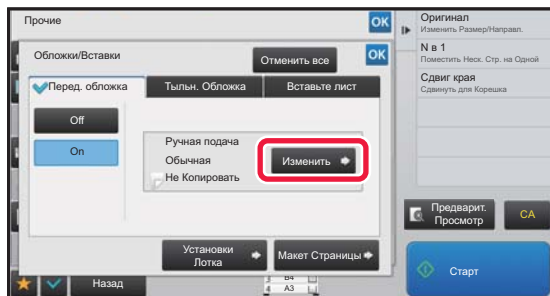 Прочие
OK
Обложки/Вставки
Отменить все
OK
Перед. обложка
Тыльн. Обложка
Вставьте лист
Off
On
Ручная подача
Обычная
Не Копировать
Изменить
Установки
Лотка
Макет Страницы
Назад
B4
4 A3
Оригинал
Изменить Размер/Направл.
N в 1
Поместить Неск. Стр. на Одной
Сдвиг края
Сдвинуть для Корешка
Предварит.
Просмотр
CA
Старт